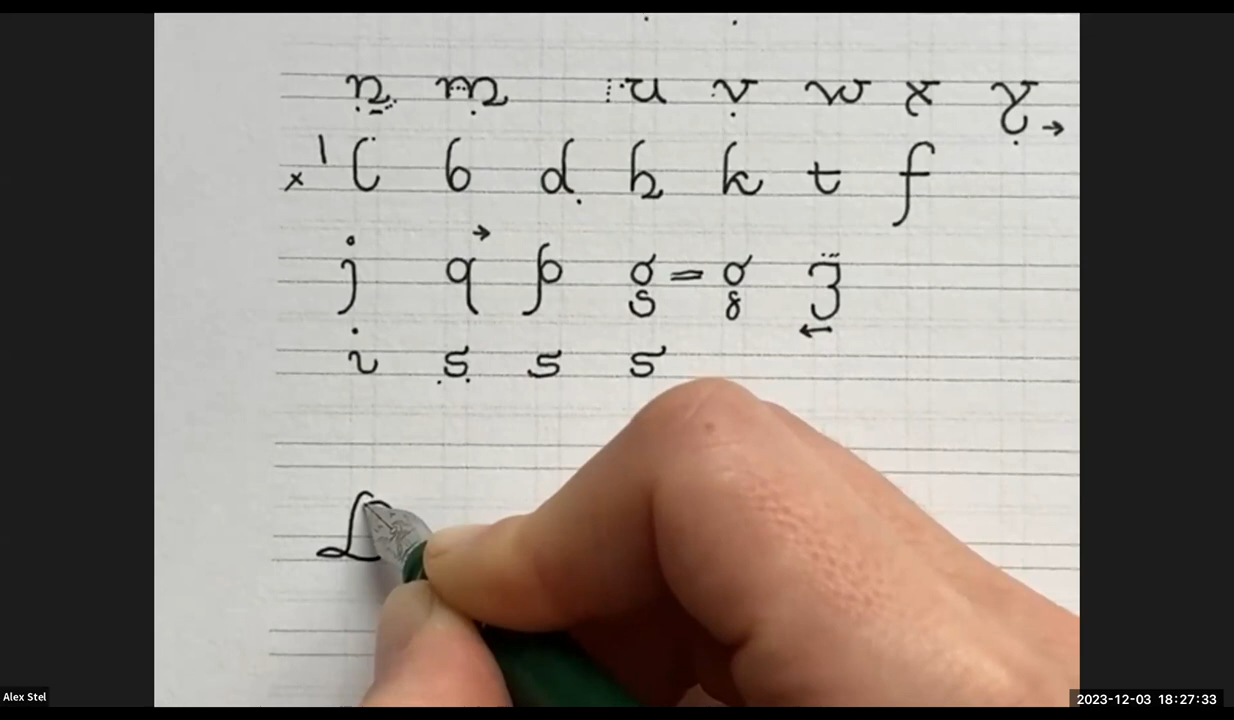 n m u v w x y
l b d h k t f
j q p g = g z
r s s s
Alex Stel
2023-12-03 18:27:33